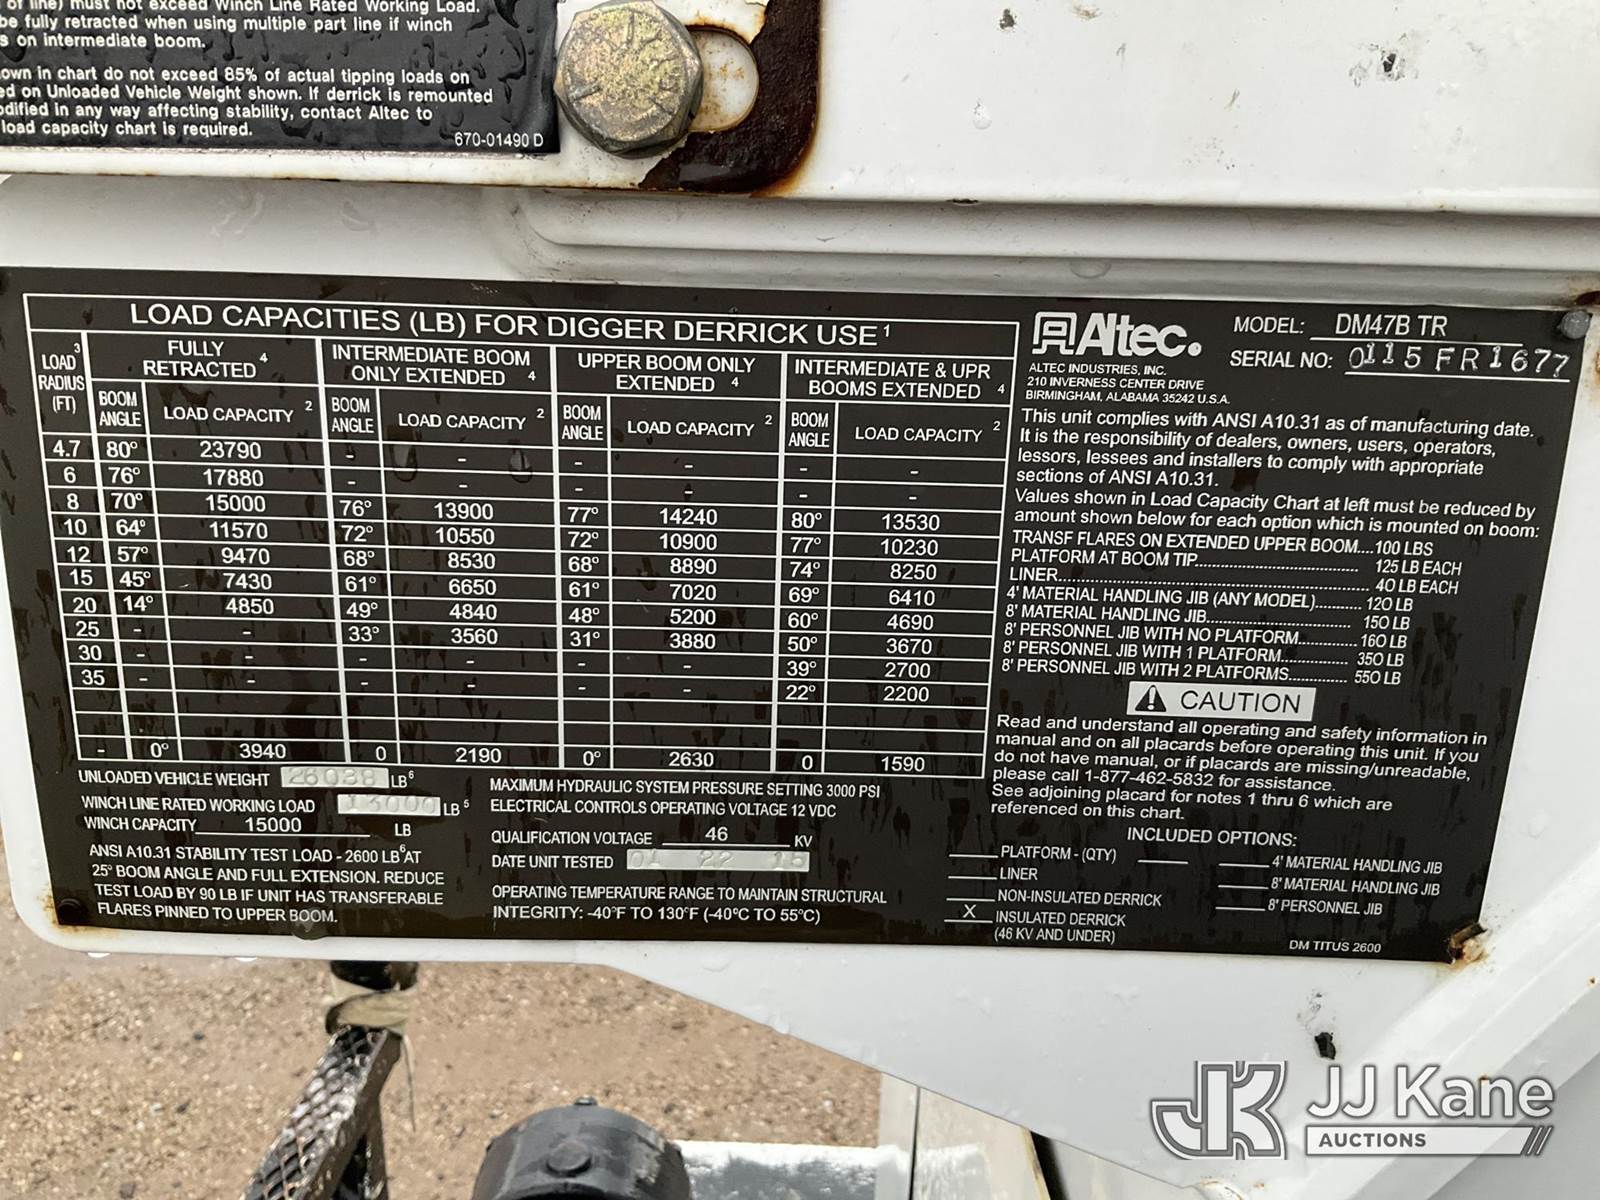 of line) must not exceed Winch Line Rated Working Load.
be fully retracted when using multiple part line if winch
s on intermediate boom.
own in chart do not exceed 85% of actual tipping loads on
ed on Unloaded Vehicle Weight shown. If derrick is remounted
odified in any way affecting stability, contact Altec to
load capacity chart is required.
670-01490 D
LOAD CAPACITIES (LB) FOR DIGGER DERRICK USE 1
LOAD 3 RADIUS (FT) FULLY RETRACTED 4 INTERMEDIATE BOOM ONLY EXTENDED 4 UPPER BOOM ONLY EXTENDED 4 INTERMEDIATE & UPR BOOMS EXTENDED 4
BOOM ANGLE LOAD CAPACITY 2 BOOM ANGLE LOAD CAPACITY 2 BOOM ANGLE LOAD CAPACITY 2 BOOM ANGLE LOAD CAPACITY 2
4.7 80° 23790 - - - - - -
6 76° 17880 - - - - - -
8 70° 15000 76° 13900 77° 14240 80° 13530
10 64° 11570 72° 10550 72° 10900 77° 10230
12 57° 9470 68° 8530 68° 8890 74° 8250
15 45° 7430 61° 6650 61° 7020 69° 6410
20 14° 4850 49° 4840 48° 5200 60° 4690
25 - - 33° 3560 31° 3880 50° 3670
30 - - - - - - 39° 2700
35 - - - - - - 22° 2200
- 0° 3940 0 2190 0° 2630 0 1590
UNLOADED VEHICLE WEIGHT 26038 LB 6
WINCH LINE RATED WORKING LOAD 13000 LB 5
WINCH CAPACITY 15000 LB
ANSI A10.31 STABILITY TEST LOAD - 2600 LB 6 AT
25° BOOM ANGLE AND FULL EXTENSION. REDUCE
TEST LOAD BY 90 LB IF UNIT HAS TRANSFERABLE
FLARES PINNED TO UPPER BOOM.
MAXIMUM HYDRAULIC SYSTEM PRESSURE SETTING 3000 PSI
ELECTRICAL CONTROLS OPERATING VOLTAGE 12 VDC
QUALIFICATION VOLTAGE 46 KV
DATE UNIT TESTED 01 22 15
OPERATING TEMPERATURE RANGE TO MAINTAIN STRUCTURAL
INTEGRITY: -40°F TO 130°F (-40°C TO 55°C)
Altec.
MODEL: DM47B TR
SERIAL NO: 0115FR1677
ALTEC INDUSTRIES, INC.
210 INVERNESS CENTER DRIVE
BIRMINGHAM, ALABAMA 35242 U.S.A.
This unit complies with ANSI A10.31 as of manufacturing date.
It is the responsibility of dealers, owners, users, operators,
lessors, lessees and installers to comply with appropriate
sections of ANSI A10.31.
Values shown in Load Capacity Chart at left must be reduced by
amount shown below for each option which is mounted on boom:
TRANSF FLARES ON EXTENDED UPPER BOOM....100 LBS
PLATFORM AT BOOM TIP.................... 125 LB EACH
LINER.................... 40 LB EACH
4' MATERIAL HANDLING JIB (ANY MODEL)........... 120 LB
8' MATERIAL HANDLING JIB.................... 150 LB
8' PERSONNEL JIB WITH NO PLATFORM.............. 160 LB
8' PERSONNEL JIB WITH 1 PLATFORM............... 350 LB
8' PERSONNEL JIB WITH 2 PLATFORMS............. 550 LB
CAUTION
Read and understand all operating and safety information in
manual and on all placards before operating this unit. If you
do not have manual, or if placards are missing/unreadable,
please call 1-877-462-5832 for assistance.
See adjoining placard for notes 1 thru 6 which are
referenced on this chart.
INCLUDED OPTIONS:
PLATFORM - (QTY)
LINER
NON-INSULATED DERRICK
X INSULATED DERRICK
(46 KV AND UNDER)
4' MATERIAL HANDLING JIB
8' MATERIAL HANDLING JIB
8' PERSONNEL JIB
DM TITUS 2600
JK JJ Kane
AUCTIONS